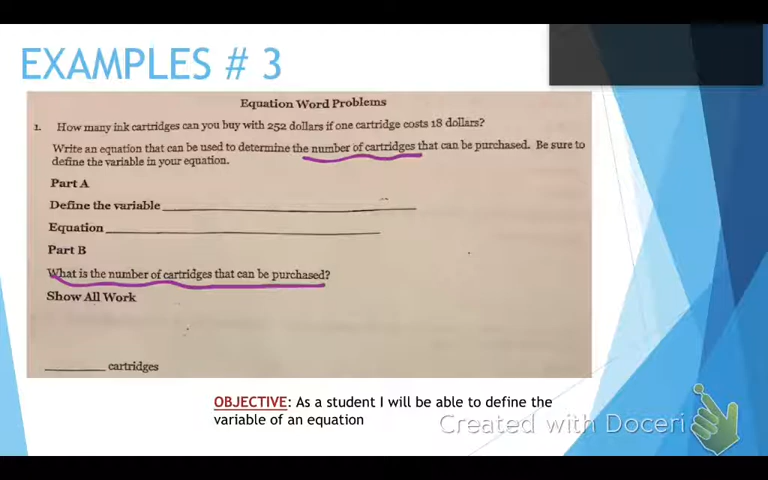 EXAMPLES # 3
Equation Word Problems
1. How many ink cartridges can you buy with 252 dollars if one cartridge costs 18 dollars?
Write an equation that can be used to determine the number of cartridges that can be purchased. Be sure to
define the variable in your equation.
Part A
Define the variable
Equation
Part B
What is the number of cartridges that can be purchased?
Show All Work
cartridges
OBJECTIVE: As a student I will be able to define the
variable of an equation
Created with Doceri